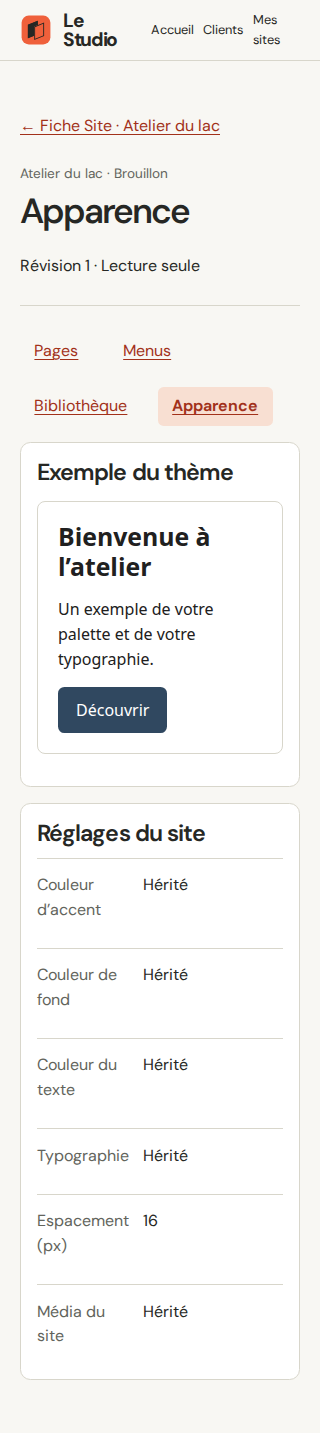 Le
Studio
Accueil
Clients
Mes
sites
← Fiche Site · Atelier du lac
Atelier du lac · Brouillon
Apparence
Révision 1 · Lecture seule
Pages
Menus
Bibliothèque
Apparence
Exemple du thème
Bienvenue à
l’atelier
Un exemple de votre
palette et de votre
typographie.
Découvrir
Réglages du site
Couleur
d’accent
Hérité
Couleur de
fond
Hérité
Couleur du
texte
Hérité
Typographie
Hérité
Espacement
(px)
16
Média du
site
Hérité